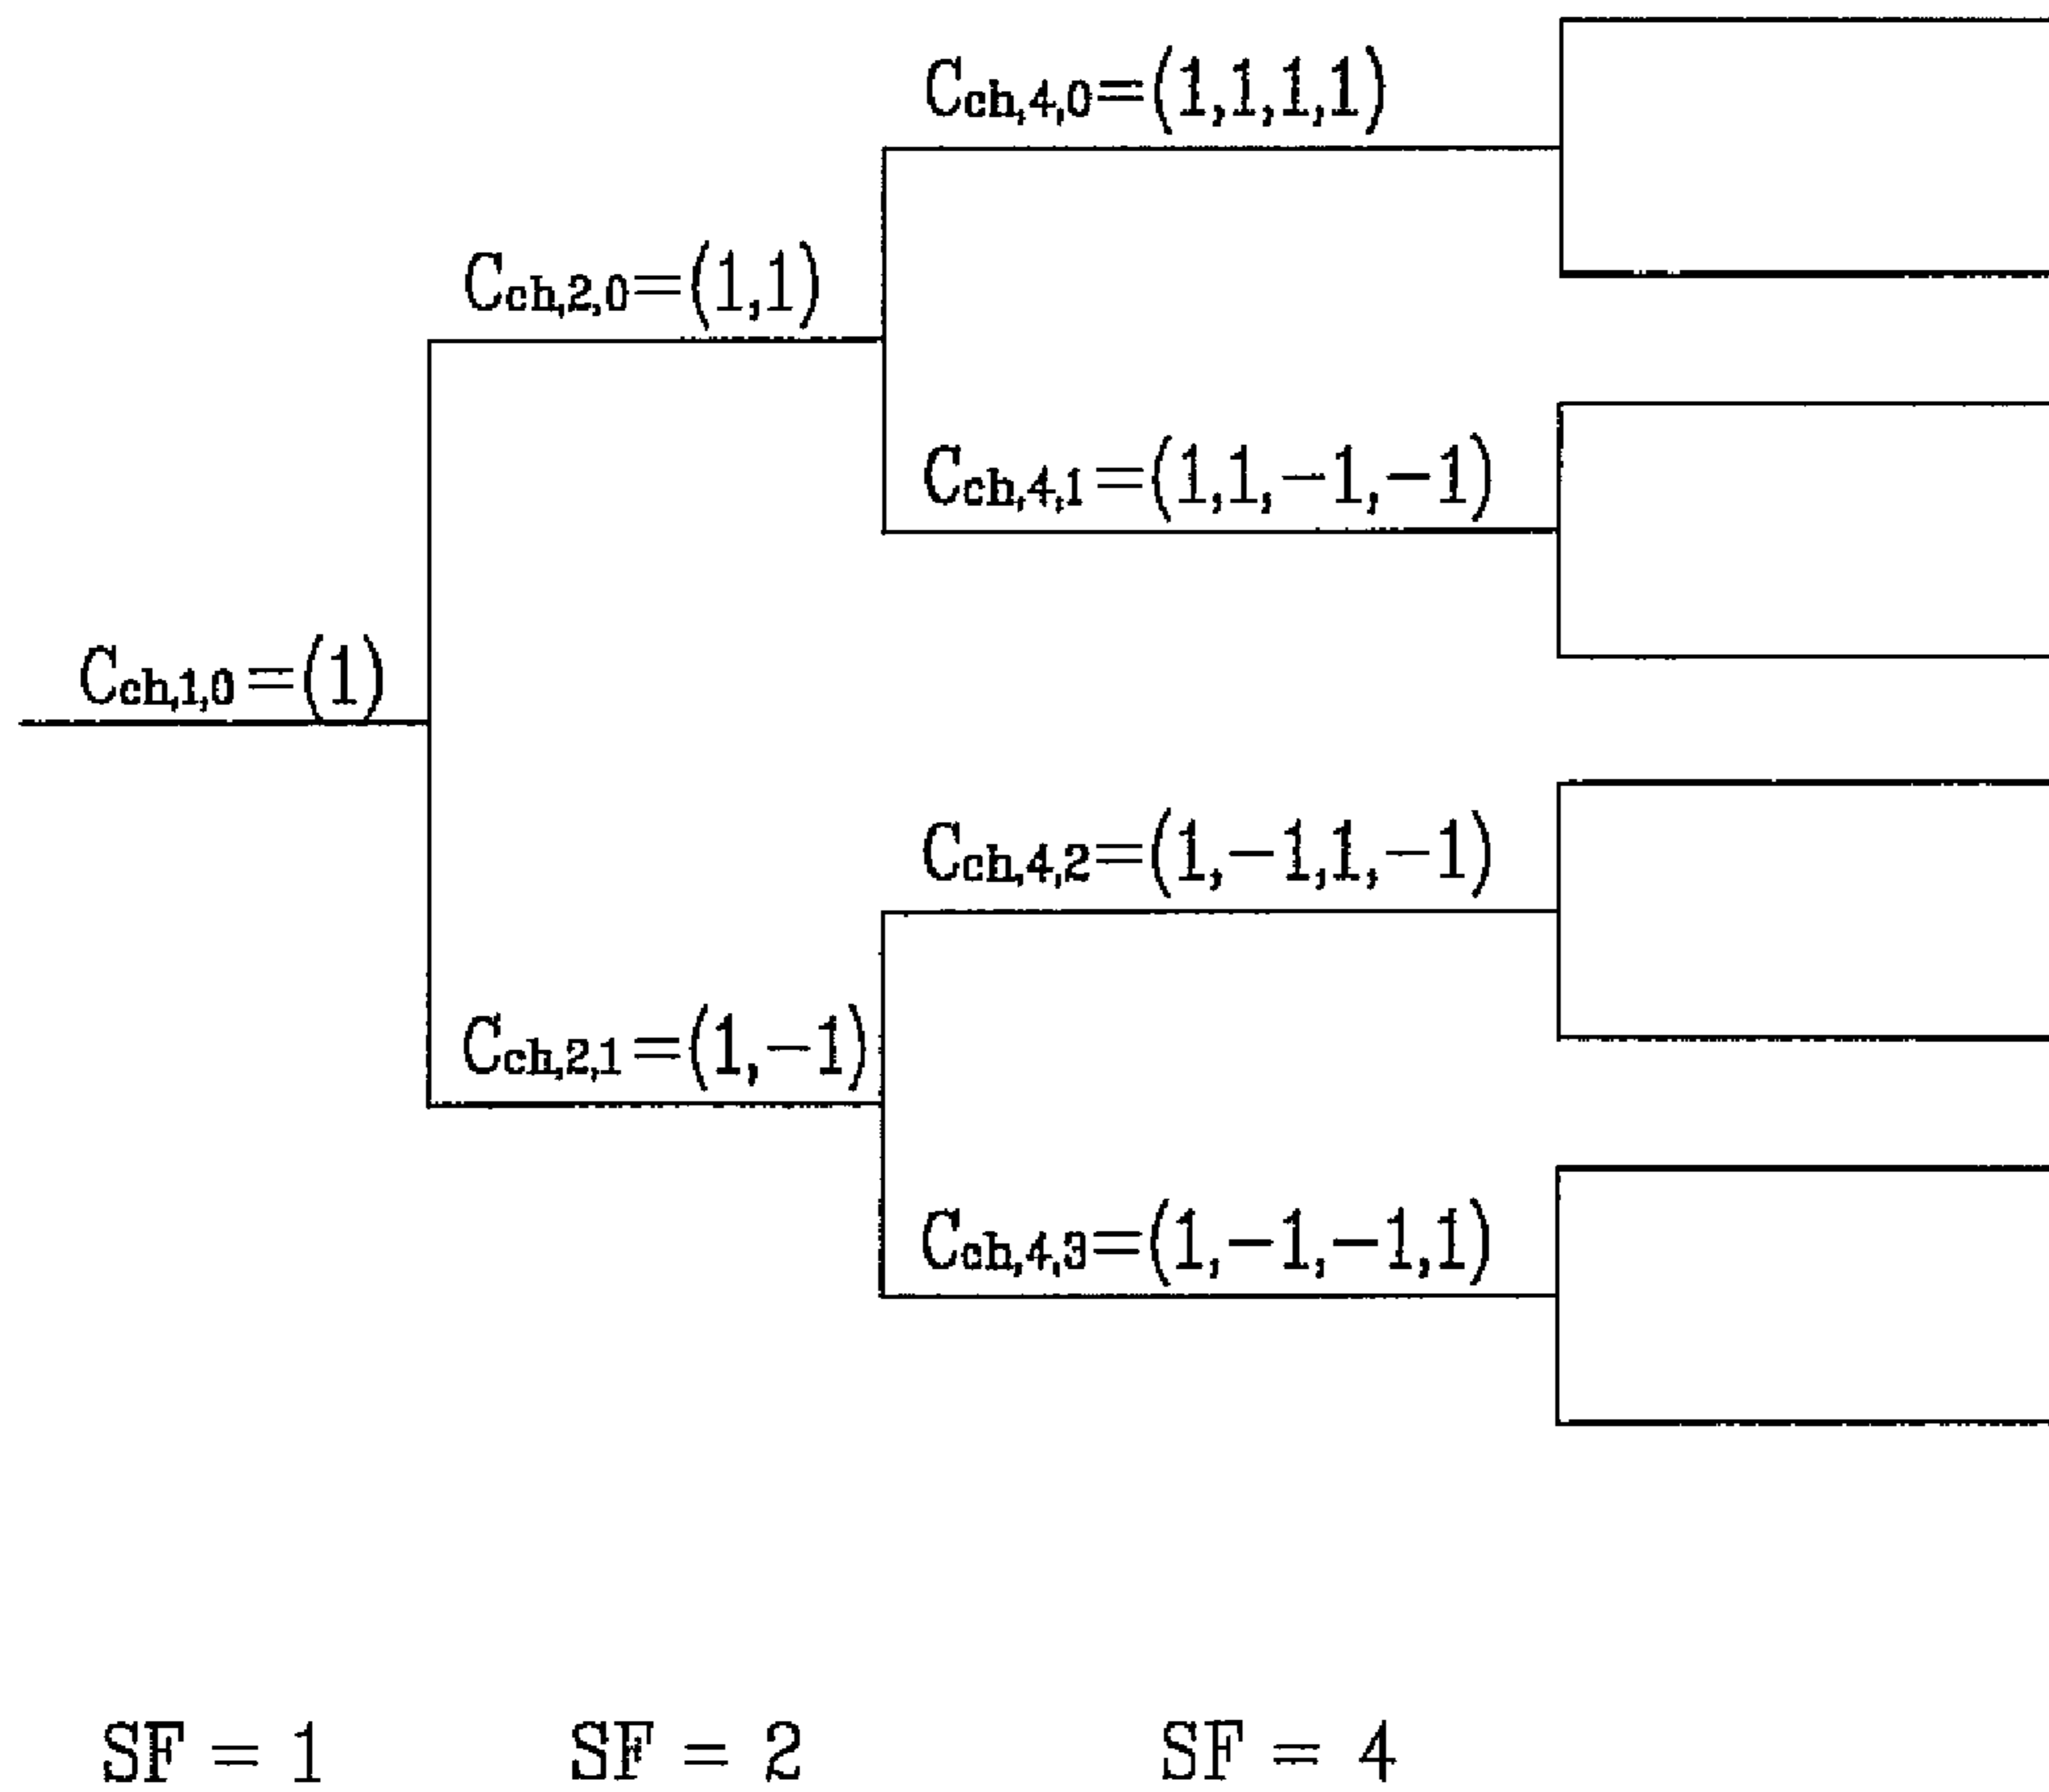 Cch,4,0=(1,1,1,1)
Cch,2,0=(1,1)
Cch,4,1=(1,1,−1,−1)
Cch,1,0=(1)
Cch,4,2=(1,−1,1,−1)
Cch,2,1=(1,−1)
Cch,4,3=(1,−1,−1,1)
SF = 1 SF = 2 SF = 4